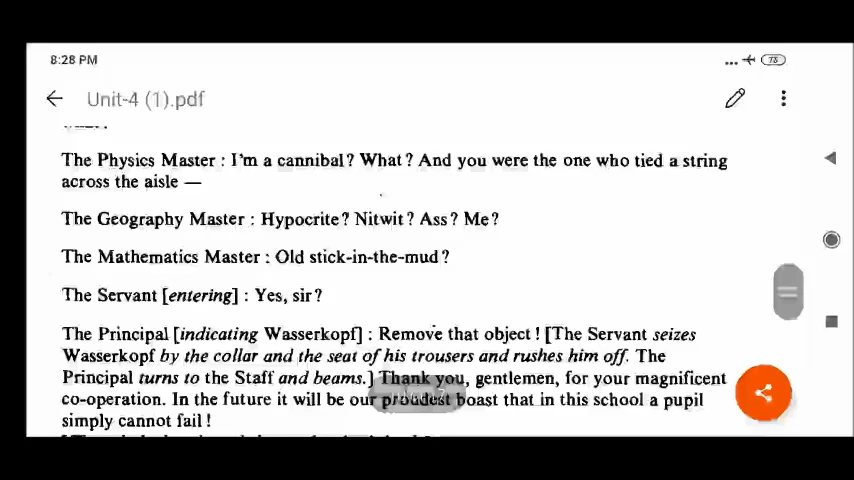 8:28 PM
73
Unit-4 (1).pdf
The Physics Master : I'm a cannibal? What? And you were the one who tied a string
across the aisle —
The Geography Master : Hypocrite? Nitwit? Ass? Me?
The Mathematics Master : Old stick-in-the-mud?
The Servant [entering] : Yes, sir?
The Principal [indicating Wasserkopf] : Remove that object! [The Servant seizes
Wasserkopf by the collar and the seat of his trousers and rushes him off. The
Principal turns to the Staff and beams.] Thank you, gentlemen, for your magnificent
co-operation. In the future it will be our proudest boast that in this school a pupil
simply cannot fail!